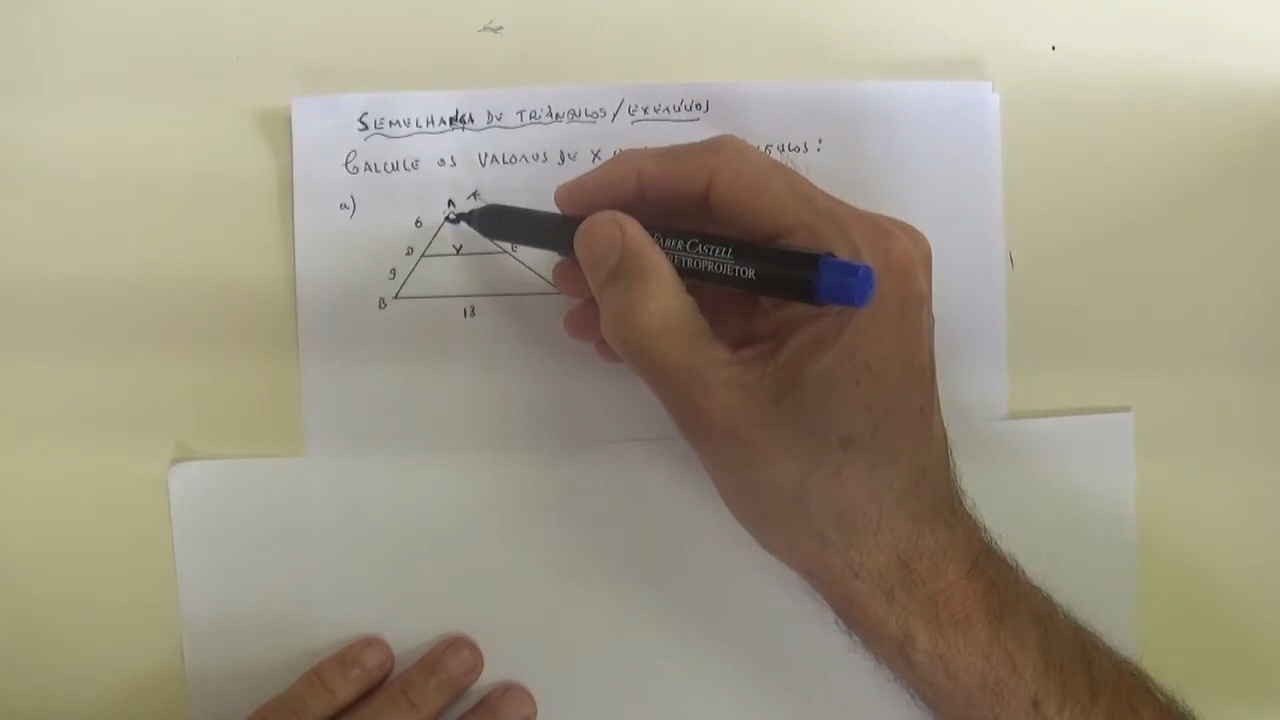 SEMELHANÇA DE TRIÂNGULOS/EXERCÍCIOS
CALCULE OS VALORES DE X
a)
A
6
D
Y
E
9
B
18
FABER-CASTELL
RETROPROJETOR